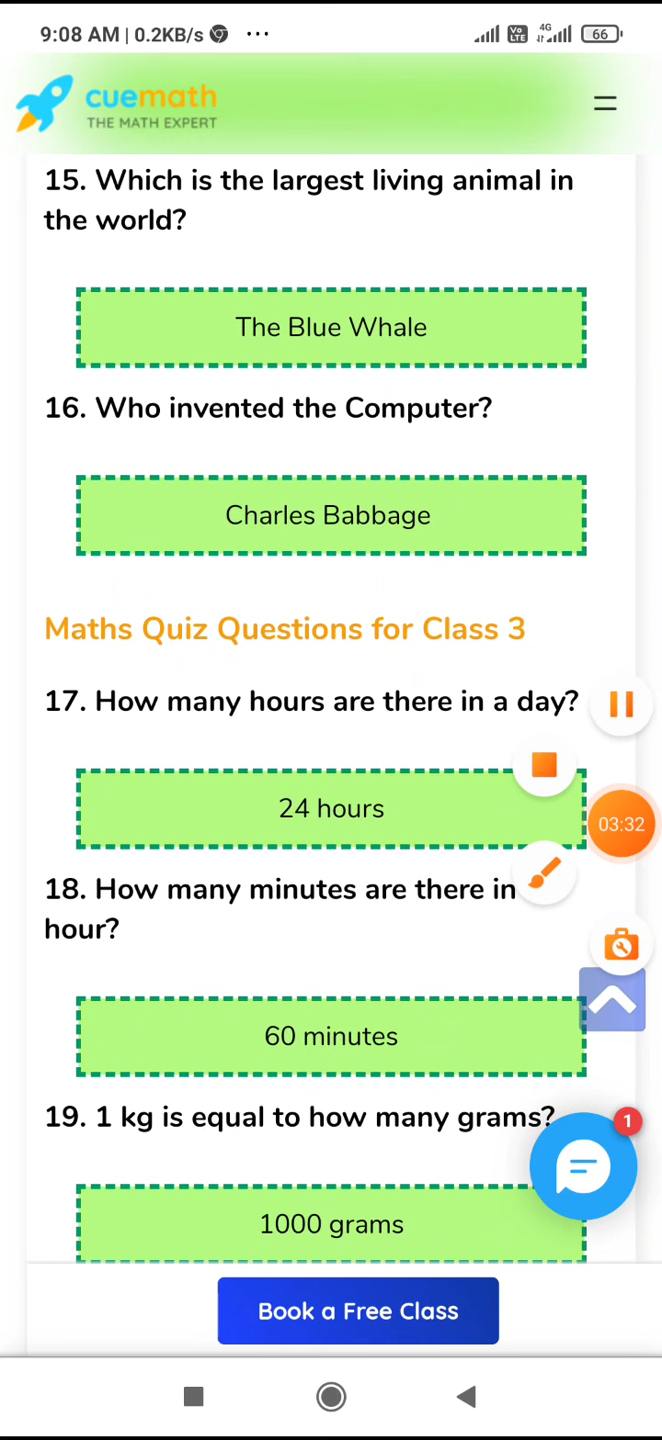 9:08 AM | 0.2KB/s ...
Vo LTE 4G 66
cuemath
THE MATH EXPERT
15. Which is the largest living animal in
the world?
The Blue Whale
16. Who invented the Computer?
Charles Babbage
Maths Quiz Questions for Class 3
17. How many hours are there in a day?
24 hours
03:32
18. How many minutes are there in
hour?
60 minutes
19. 1 kg is equal to how many grams?
1
1000 grams
Book a Free Class